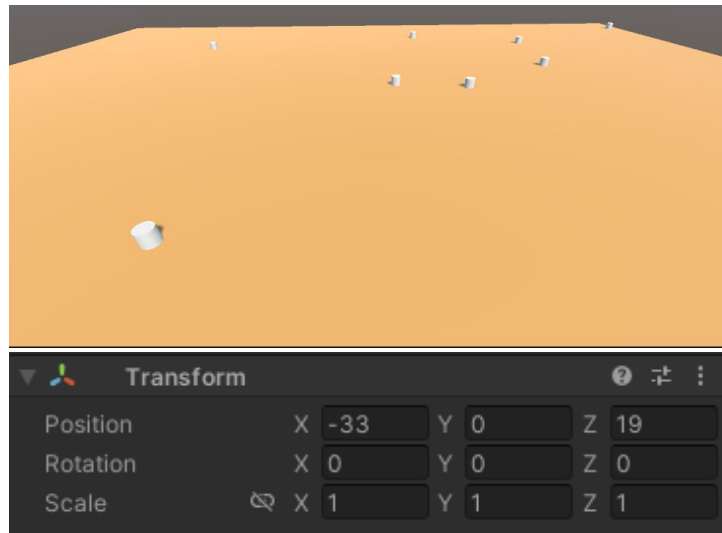 Transform
Position X -33 Y 0 Z 19
Rotation X 0 Y 0 Z 0
Scale X 1 Y 1 Z 1